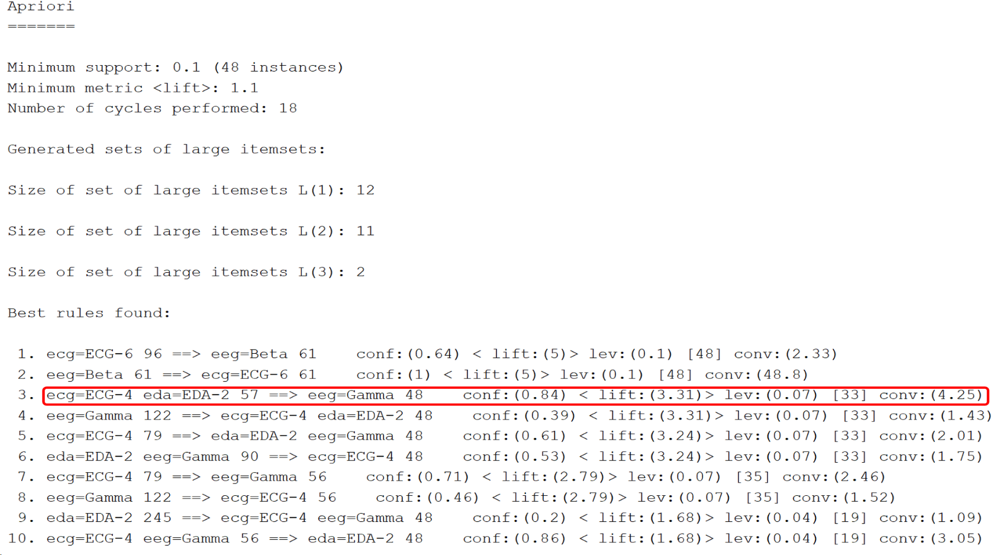 Apriori
=======
Minimum support: 0.1 (48 instances)
Minimum metric <lift>: 1.1
Number of cycles performed: 18
Generated sets of large itemsets:
Size of set of large itemsets L(1): 12
Size of set of large itemsets L(2): 11
Size of set of large itemsets L(3): 2
Best rules found:
1. ecg=ECG-6 96 ==> eeg=Beta 61    conf:(0.64) < lift:(5)> lev:(0.1) [48] conv:(2.33)
2. eeg=Beta 61 ==> ecg=ECG-6 61    conf:(1) < lift:(5)> lev:(0.1) [48] conv:(48.8)
3. ecg=ECG-4 eda=EDA-2 57 ==> eeg=Gamma 48    conf:(0.84) < lift:(3.31)> lev:(0.07) [33] conv:(4.25)
4. eeg=Gamma 122 ==> ecg=ECG-4 eda=EDA-2 48    conf:(0.39) < lift:(3.31)> lev:(0.07) [33] conv:(1.43)
5. ecg=ECG-4 79 ==> eda=EDA-2 eeg=Gamma 48    conf:(0.61) < lift:(3.24)> lev:(0.07) [33] conv:(2.01)
6. eda=EDA-2 eeg=Gamma 90 ==> ecg=ECG-4 48    conf:(0.53) < lift:(3.24)> lev:(0.07) [33] conv:(1.75)
7. ecg=ECG-4 79 ==> eeg=Gamma 56    conf:(0.71) < lift:(2.79)> lev:(0.07) [35] conv:(2.46)
8. eeg=Gamma 122 ==> ecg=ECG-4 56    conf:(0.46) < lift:(2.79)> lev:(0.07) [35] conv:(1.52)
9. eda=EDA-2 245 ==> ecg=ECG-4 eeg=Gamma 48    conf:(0.2) < lift:(1.68)> lev:(0.04) [19] conv:(1.09)
10. ecg=ECG-4 eeg=Gamma 56 ==> eda=EDA-2 48    conf:(0.86) < lift:(1.68)> lev:(0.04) [19] conv:(3.05)